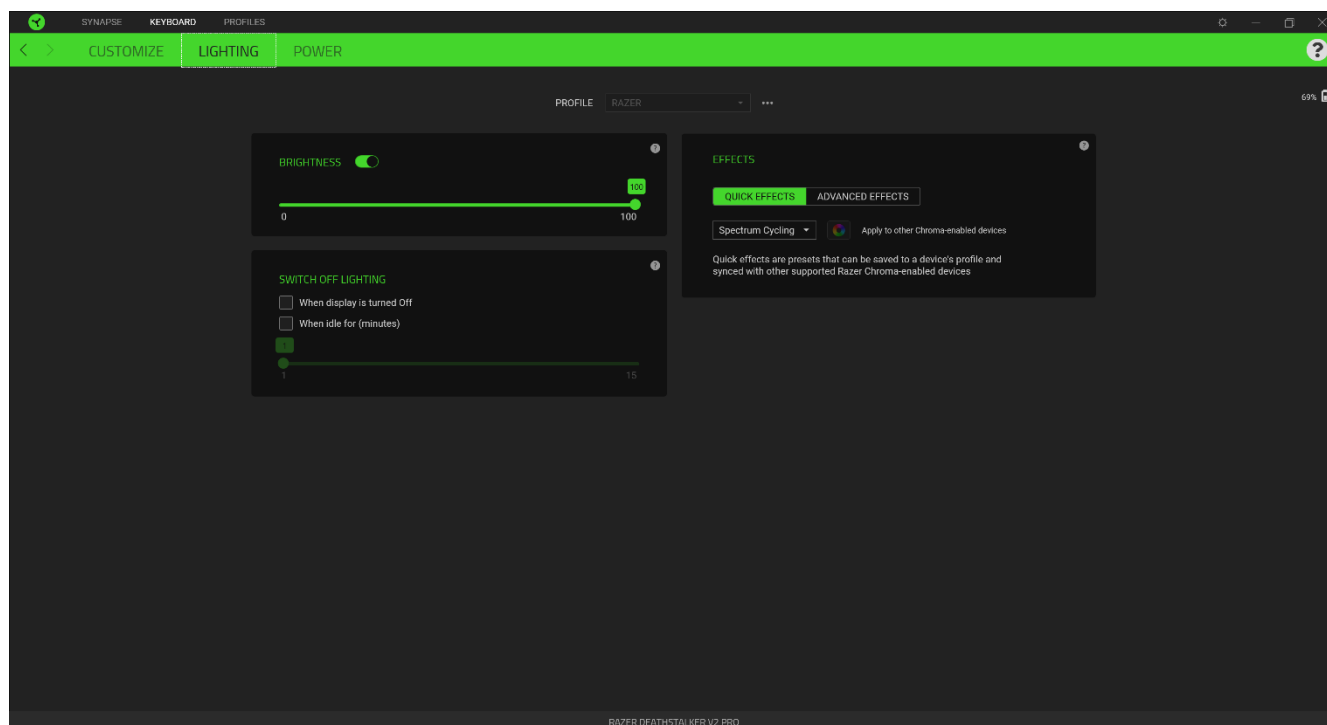 SYNAPSE KEYBOARD PROFILES
CUSTOMIZE LIGHTING POWER
?
PROFILE RAZER
69%
BRIGHTNESS
?
100
0 100
SWITCH OFF LIGHTING
?
When display is turned Off
When idle for (minutes)
1
1 15
EFFECTS
?
QUICK EFFECTS ADVANCED EFFECTS
Spectrum Cycling Apply to other Chroma-enabled devices
Quick effects are presets that can be saved to a device's profile and
synced with other supported Razer Chroma-enabled devices
RAZER DEATHSTALKER V2 PRO